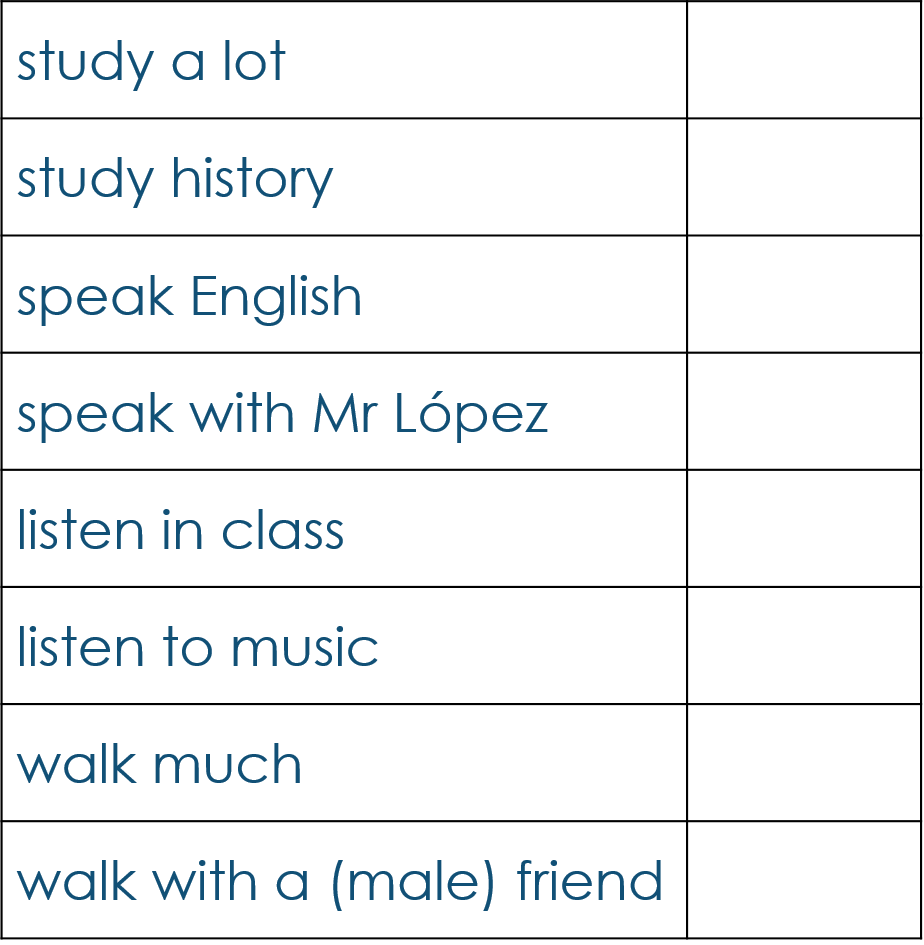 study a lot
study history
speak English
speak with Mr López
listen in class
listen to music
walk much
walk with a (male) friend